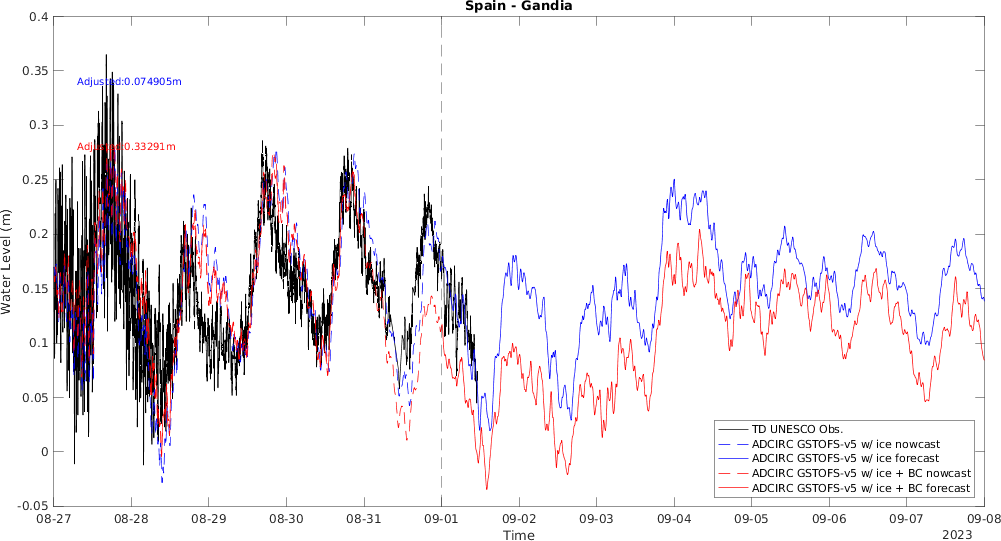 Spain - Gandia
0.4
0.35
0.3
0.25
0.2
0.15
0.1
0.05
0
-0.05
Water Level (m)
Adjusted:0.074905m
Adjusted:0.33291m
TD UNESCO Obs.
ADCIRC GSTOFS-v5 w/ ice nowcast
ADCIRC GSTOFS-v5 w/ ice forecast
ADCIRC GSTOFS-v5 w/ ice + BC nowcast
ADCIRC GSTOFS-v5 w/ ice + BC forecast
08-27 08-28 08-29 08-30 08-31 09-01 09-02 09-03 09-04 09-05 09-06 09-07 09-08
Time
2023